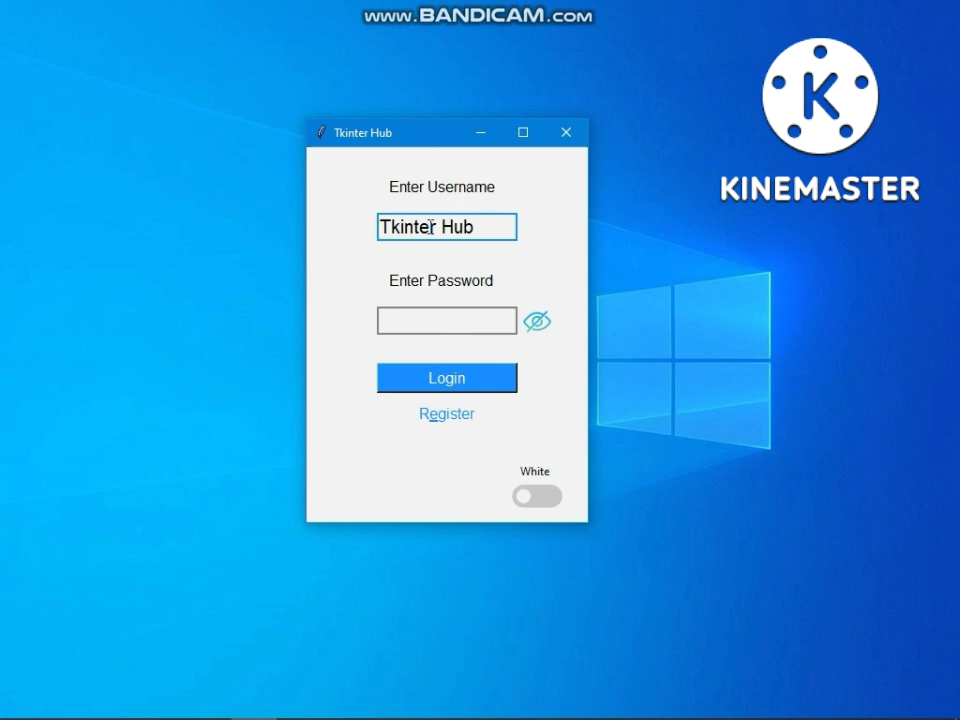 www.BANDICAM.com
K
KINEMASTER
Tkinter Hub
Enter Username
Tkinter Hub
Enter Password
Login
Register
White